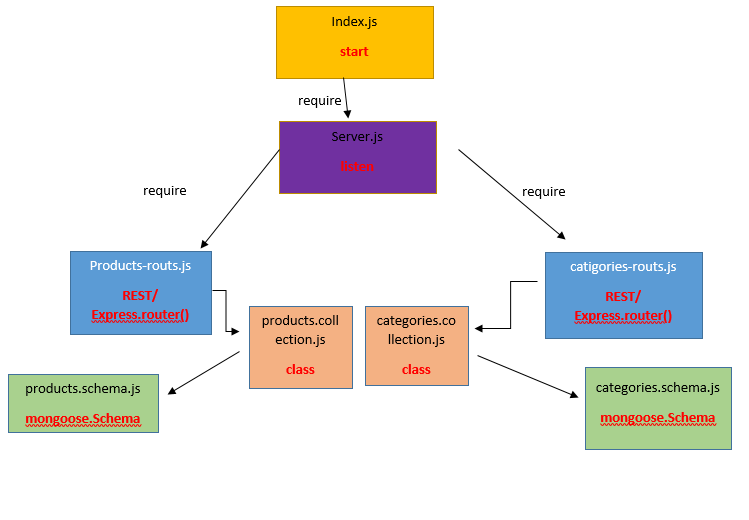 Index.js
start
require
Server.js
listen
require
require
Products-routs.js
REST/
Express.router()
catigories-routs.js
REST/
Express.router()
products.coll
ection.js
class
categories.co
llection.js
class
products.schema.js
mongoose.Schema
categories.schema.js
mongoose.Schema